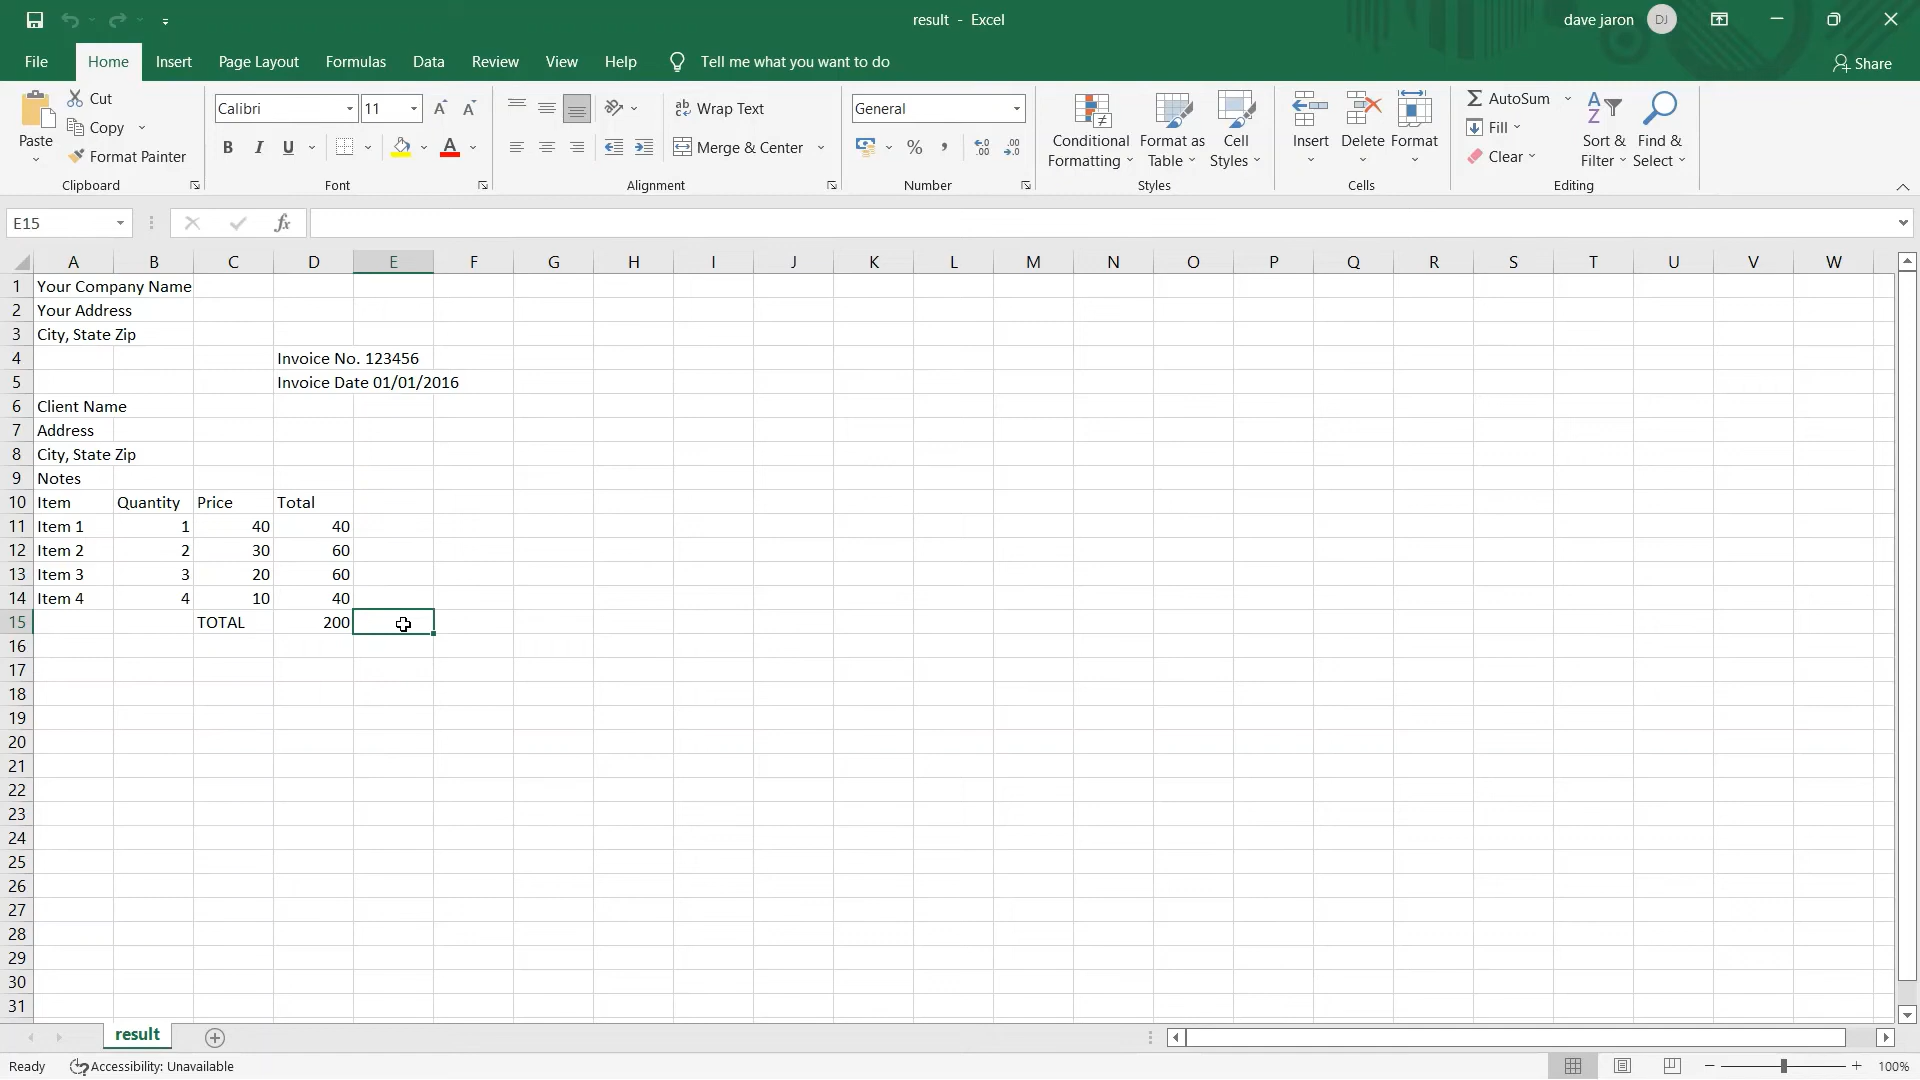 result - Excel
dave jaron DJ
File Home Insert Page Layout Formulas Data Review View Help Tell me what you want to do Share
Paste
Cut
Copy
Format Painter
Clipboard
Calibri 11
B I U A
Font
ab Wrap Text
Merge & Center
Alignment
General
% ,
Number
Conditional Formatting
Format as Table
Cell Styles
Styles
Insert Delete Format
Cells
AutoSum
Fill
Clear
Sort & Filter
Find & Select
Editing
E15 fx
A B C D E F G H I J K L M N O P Q R S T U V W
1 Your Company Name
2 Your Address
3 City, State Zip
4 Invoice No. 123456
5 Invoice Date 01/01/2016
6 Client Name
7 Address
8 City, State Zip
9 Notes
10 Item Quantity Price Total
11 Item 1 1 40 40
12 Item 2 2 30 60
13 Item 3 3 20 60
14 Item 4 4 10 40
15 TOTAL 200
16
17
18
19
20
21
22
23
24
25
26
27
28
29
30
31
result
Ready Accessibility: Unavailable 100%